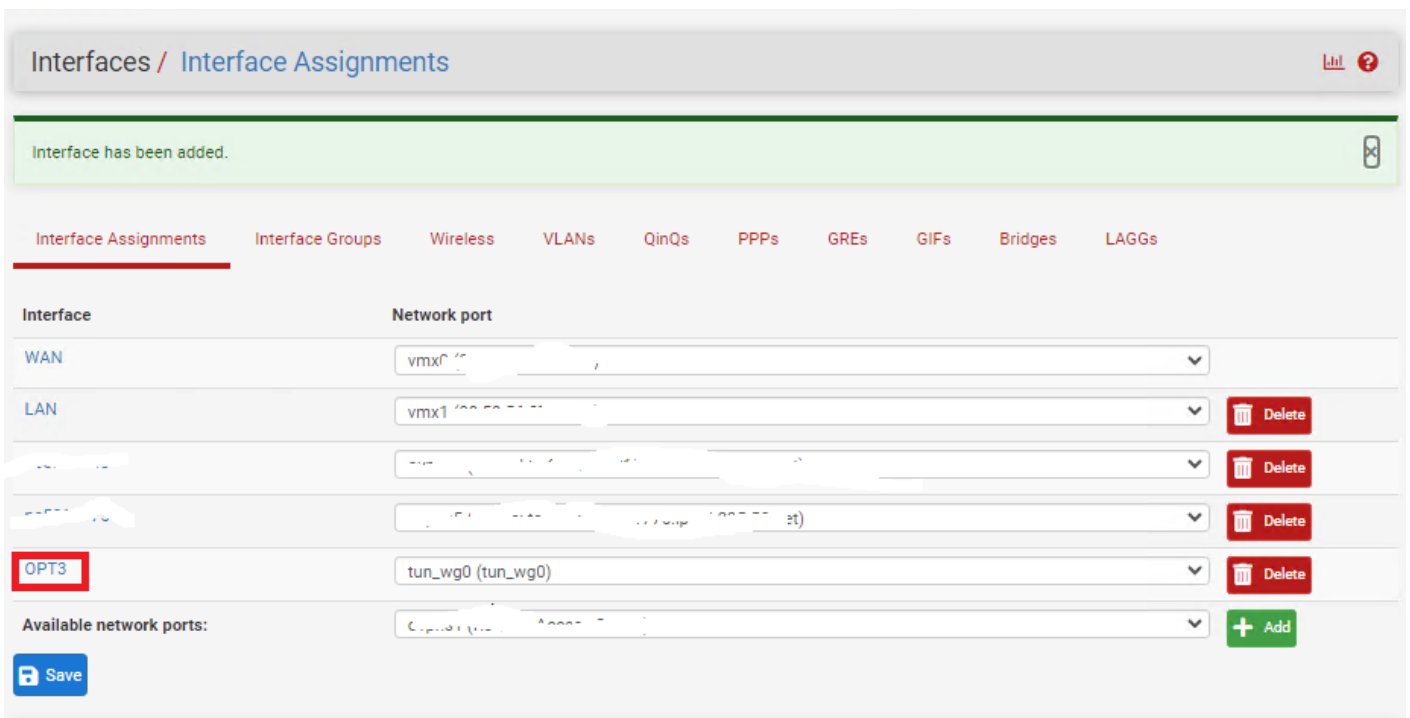 Interfaces / Interface Assignments
Interface has been added.
Interface Assignments Interface Groups Wireless VLANs QinQs PPPs GREs GIFs Bridges LAGGs
Interface Network port
WAN
LAN vmx1 Delete
Delete
Delete
OPT3 tun_wg0 (tun_wg0) Delete
Available network ports: Add
Save